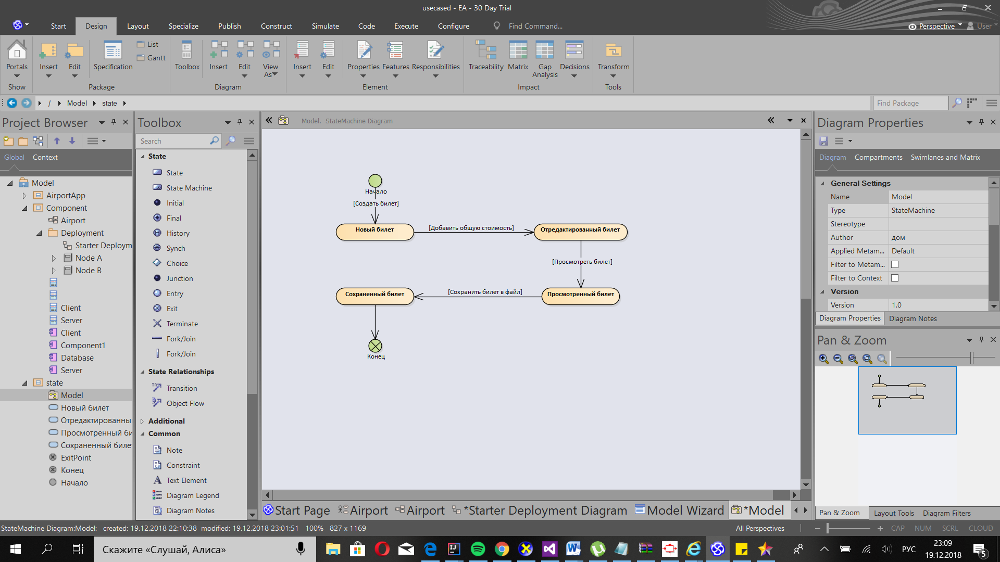 usecased - EA - 30 Day Trial
Start Design Layout Specialize Publish Construct Simulate Code Execute Configure Find Command... Perspective User
Portals Insert Edit Specification List Gantt Toolbox Insert Edit View As Insert Edit Properties Features Responsibilities Traceability Matrix Gap Analysis Decisions Transform
Show Package Diagram Element Impact Tools
/ Model state Find Package
Project Browser
Global Context
Model
AirportApp
Component
Airport
Deployment
Starter Deploym
Node A
Node B
Client
Server
Client
Component1
Database
Server
state
Model
Новый билет
Отредактированны
Просмотренный би
Сохраненный билет
ExitPoint
Конец
Начало
Toolbox
Search
State
State
State Machine
Initial
Final
History
Synch
Choice
Junction
Entry
Exit
Terminate
Fork/Join
Fork/Join
State Relationships
Transition
Object Flow
Additional
Common
Note
Constraint
Text Element
Diagram Legend
Diagram Notes
Model. StateMachine Diagram
Начало
[Создать билет]
Новый билет
[Добавить общую стоимость]
Отредактированный билет
[Просмотреть билет]
Сохраненный билет
[Сохранить билет в файл]
Просмотренный билет
Конец
Start Page Airport Airport *Starter Deployment Diagram Model Wizard *Model
Diagram Properties
Diagram Compartments Swimlanes and Matrix
General Settings
Name Model
Type StateMachine
Stereotype
Author дом
Applied Metam... Default
Filter to Metam...
Filter to Context
Version
Version 1.0
Diagram Properties Diagram Notes
Pan & Zoom
Pan & Zoom Layout Tools Diagram Filters
StateMachine Diagram:Model: created: 19.12.2018 22:10:38 modified: 19.12.2018 23:01:51 100% 827 x 1169 All Perspectives CAP NUM SCRL CLOUD
Скажите «Слушай, Алиса»
РУС
23:09
19.12.2018
5